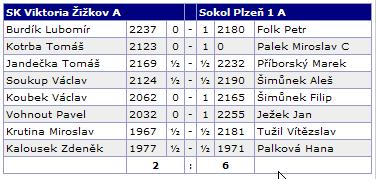 SK Viktoria Žižkov A Sokol Plzeň 1 A
Burdík Lubomír 2237 0 - 1 2180 Folk Petr
Kotrba Tomáš 2123 0 - 1 0 Palek Miroslav C
Jandečka Tomáš 2169 ½ - ½ 2232 Příborský Marek
Soukup Václav 2124 ½ - ½ 2190 Šimůnek Aleš
Koubek Václav 2062 0 - 1 2165 Šimůnek Filip
Vohnout Pavel 2032 0 - 1 2255 Ježek Jan
Krutina Miroslav 1967 ½ - ½ 2181 Tužil Vítězslav
Kalousek Zdeněk 1977 ½ - ½ 1971 Palková Hana
2 : 6